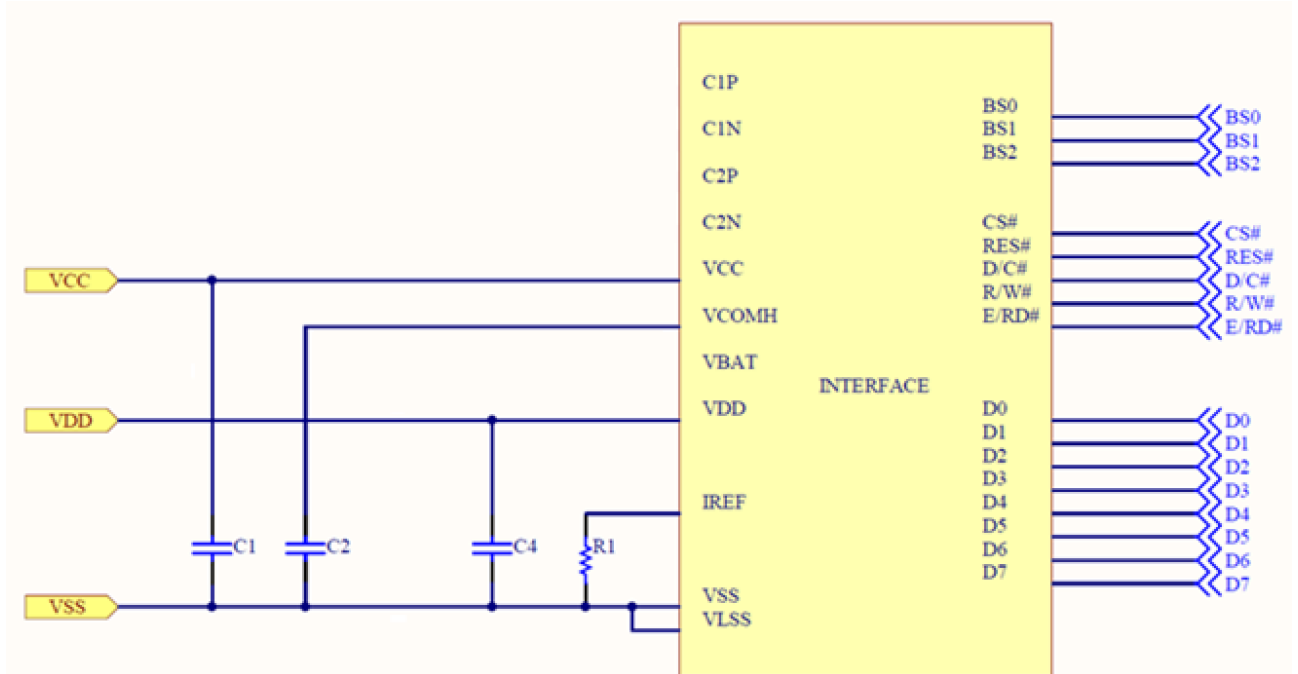 C1P
BS0
BS0
C1N
BS1
BS1
BS2
BS2
C2P
C2N
CS#
CS#
RES#
RES#
VCC
VCC
D/C#
D/C#
R/W#
R/W#
VCOMH
E/RD#
E/RD#
VBAT
INTERFACE
VDD
VDD
D0
D0
D1
D1
D2
D2
D3
D3
IREF
D4
D4
D5
D5
C1
C2
C4
R1
D6
D6
D7
D7
VSS
VSS
VLSS